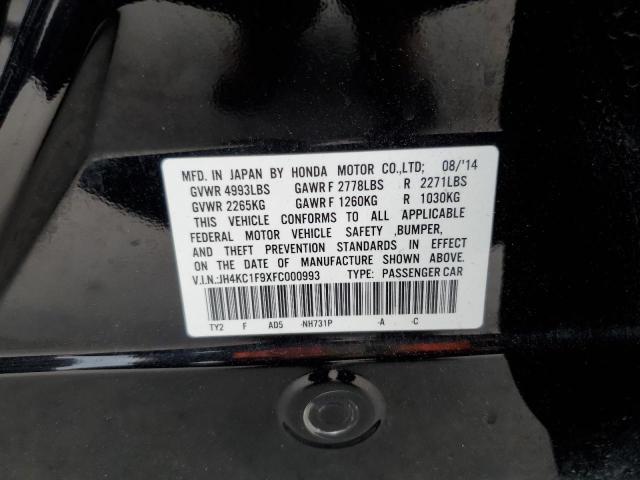 MFD. IN JAPAN BY HONDA MOTOR CO.,LTD; 08/'14
GVWR 4993LBS GAWR F 2778LBS R 2271LBS
GVWR 2265KG GAWR F 1260KG R 1030KG
THIS VEHICLE CONFORMS TO ALL APPLICABLE
FEDERAL MOTOR VEHICLE SAFETY ,BUMPER,
AND THEFT PREVENTION STANDARDS IN EFFECT
ON THE DATE OF MANUFACTURE SHOWN ABOVE.
V.I.N.:JH4KC1F9XFC000993 TYPE: PASSENGER CAR
TY2 F AD5 -NH731P -A -C